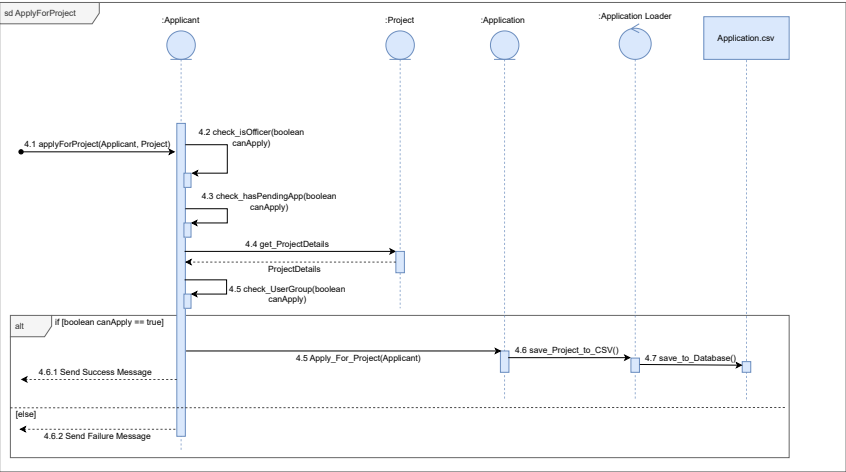 sd ApplyForProject
:Applicant
:Project
:Application
:Application Loader
Application.csv
4.1 applyForProject(Applicant, Project)
4.2 check_isOfficer(boolean
canApply)
4.3 check_hasPendingApp(boolean
canApply)
4.4 get_ProjectDetails
ProjectDetails
4.5 check_UserGroup(boolean
canApply)
alt
if [boolean canApply == true]
4.5 Apply_For_Project(Applicant)
4.6 save_Project_to_CSV()
4.7 save_to_Database()
4.6.1 Send Success Message
[else]
4.6.2 Send Failure Message